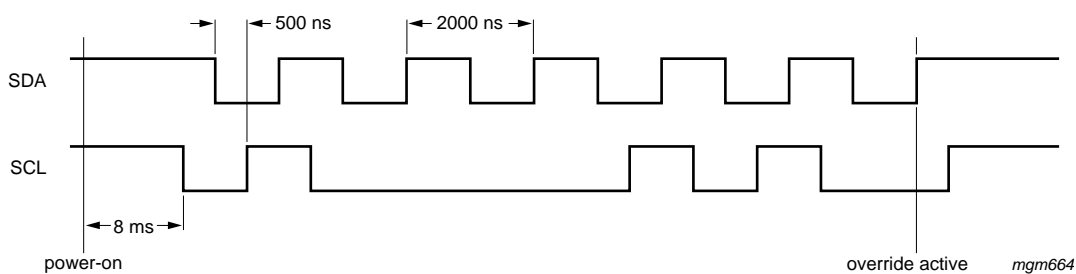 500 ns
2000 ns
SDA
SCL
8 ms
power-on
override active
mgm664